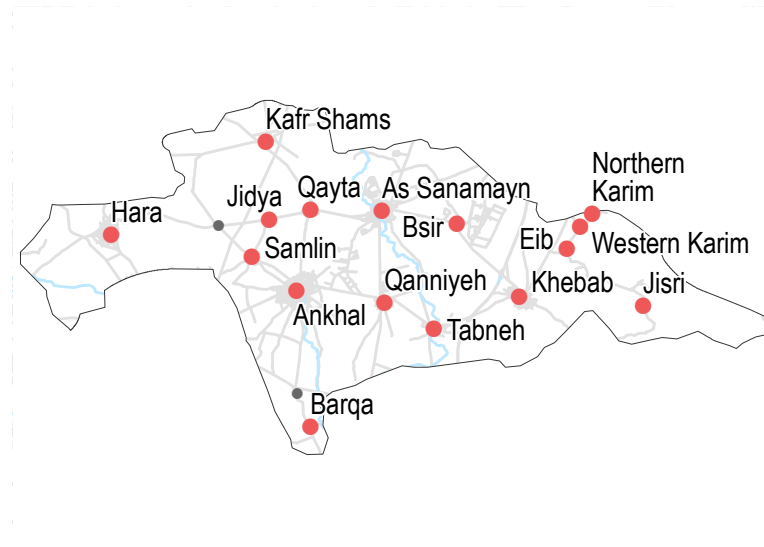 Kafr Shams
Northern
Karim
Qayta
As Sanamayn
Jidya
Hara
Bsir
Eib
Western Karim
Samlin
Qanniyeh
Khebab
Jisri
Ankhal
Tabneh
Barqa